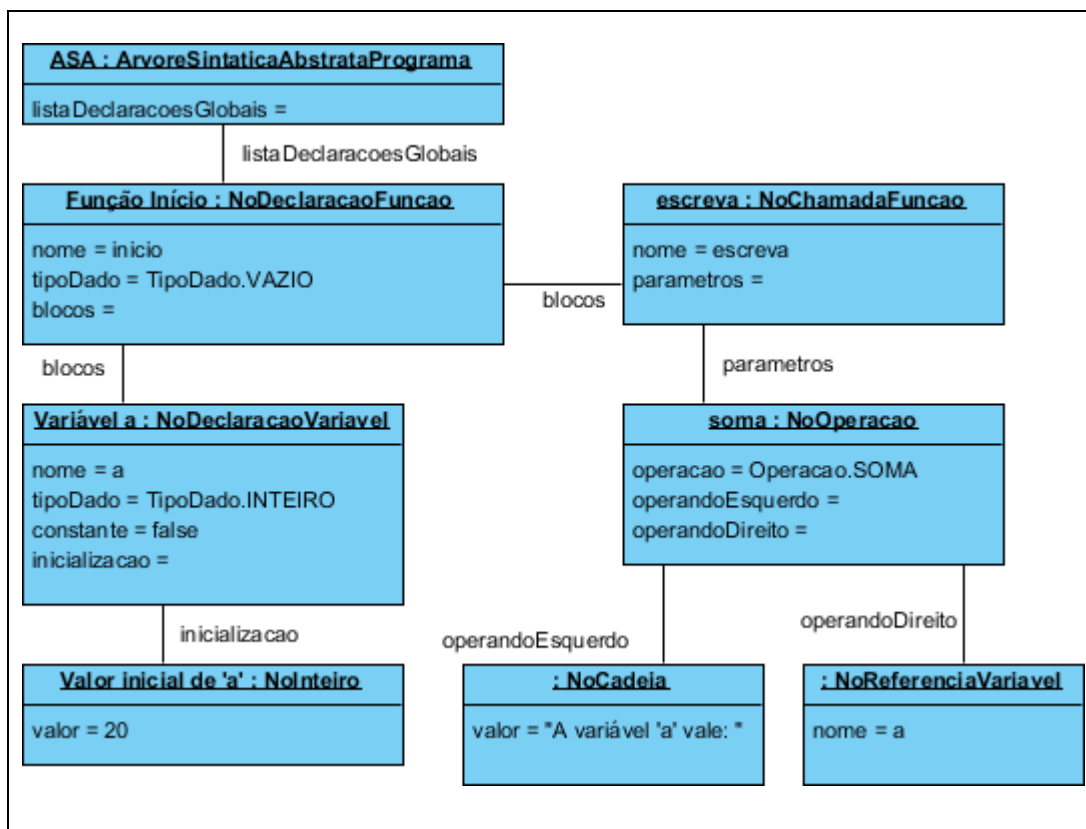 ASA : ArvoreSintaticaAbstrataPrograma
listaDeclaracoesGlobais =
listaDeclaracoesGlobais
Função Início : NoDeclaracaoFuncao
nome = inicio
tipoDado = TipoDado.VAZIO
blocos =
blocos
escreva : NoChamadaFuncao
nome = escreva
parametros =
blocos
parametros
Variável a : NoDeclaracaoVariavel
nome = a
tipoDado = TipoDado.INTEIRO
constante = false
inicializacao =
soma : NoOperacao
operacao = Operacao.SOMA
operandoEsquerdo =
operandoDireito =
inicializacao
operandoEsquerdo
operandoDireito
Valor inicial de 'a' : NoInteiro
valor = 20
: NoCadeia
valor = "A variável 'a' vale: "
: NoReferenciaVariavel
nome = a